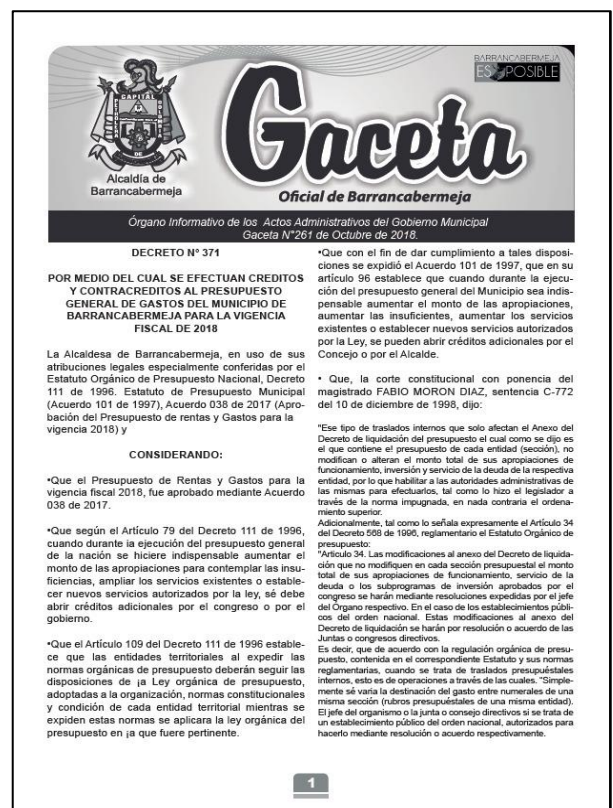 BARRANCABERMEJA
ES POSIBLE
Alcaldía de
Barrancabermeja
Gaceta
Oficial de Barrancabermeja
Órgano Informativo de los Actos Administrativos del Gobierno Municipal
Gaceta N°261 de Octubre de 2018.
DECRETO Nº 371
POR MEDIO DEL CUAL SE EFECTUAN CREDITOS
Y CONTRACREDITOS AL PRESUPUESTO
GENERAL DE GASTOS DEL MUNICIPIO DE
BARRANCABERMEJA PARA LA VIGENCIA
FISCAL DE 2018
La Alcaldesa de Barrancabermeja, en uso de sus
atribuciones legales especialmente conferidas por el
Estatuto Orgánico de Presupuesto Nacional, Decreto
111 de 1996. Estatuto de Presupuesto Municipal
(Acuerdo 101 de 1997), Acuerdo 038 de 2017 (Apro-
bación del Presupuesto de rentas y Gastos para la
vigencia 2018) y
CONSIDERANDO:
•Que el Presupuesto de Rentas y Gastos para la
vigencia fiscal 2018, fue aprobado mediante Acuerdo
038 de 2017.
•Que según el Artículo 79 del Decreto 111 de 1996,
cuando durante ia ejecución del presupuesto general
de la nación se hiciere indispensable aumentar el
monto de las apropiaciones para contemplar las insu-
ficiencias, ampliar los servicios existentes o estable-
cer nuevos servicios autorizados por la ley, sé debe
abrir créditos adicionales por el congreso o por el
gobierno.
•Que el Artículo 109 del Decreto 111 de 1996 estable-
ce que las entidades territoriales al expedir las
normas orgánicas de presupuesto deberán seguir las
disposiciones de ¡a Ley orgánica de presupuesto,
adoptadas a la organización, normas constitucionales
y condición de cada entidad territorial mientras se
expiden estas normas se aplicara la ley orgánica del
presupuesto en ¡a que fuere pertinente.
•Que con el fin de dar cumplimiento a tales disposi-
ciones se expidió el Acuerdo 101 de 1997, que en su
artículo 96 establece que cuando durante la ejecu-
ción del presupuesto general del Municipio sea indis-
pensable aumentar el monto de las apropiaciones,
aumentar las insuficientes, aumentar los servicios
existentes o establecer nuevos servicios autorizados
por la Ley, se pueden abrir créditos adicionales por el
Concejo o por el Alcalde.
• Que, la corte constitucional con ponencia del
magistrado FABIO MORON DIAZ, sentencia C-772
del 10 de diciembre de 1998, dijo:
"Ese tipo de traslados internos que solo afectan el Anexo del
Decreto de liquidación del presupuesto el cual como se dijo es
el que contiene e! presupuesto de cada entidad (sección), no
modifican o alteran el monto total de sus apropiaciones de
funcionamiento, inversión y servicio de la deuda de la respectiva
entidad, por lo que habilitar a las autoridades administrativas de
las mismas para efectuarlos, tal como lo hizo el legislador a
través de la norma impugnada, en nada contraria el ordena-
miento superior.
Adicionalmente, tal como lo señala expresamente el Artículo 34
del Decreto 568 de 1996, reglamentario el Estatuto Orgánico de
presupuesto:
"Articulo 34. Las modificaciones al anexo del Decreto de liquida-
ción que no modifiquen en cada sección presupuestal el monto
total de sus apropiaciones de funcionamiento, servicio de la
deuda o los subprogramas de inversión aprobados por el
congreso se harán mediante resoluciones expedidas por el jefe
del Órgano respectivo. En el caso de los establecimientos públi-
cos del orden nacional. Estas modificaciones al anexo del
Decreto de liquidación se harán por resolución o acuerdo de las
Juntas o congresos directivos.
Es decir, que de acuerdo con la regulación orgánica de presu-
puesto, contenida en el correspondiente Estatuto y sus normas
reglamentarias, cuando se trata de traslados presupuéstales
internos, esto es de operaciones a través de las cuales. "Simple-
mente sé varia la destinación del gasto entre numerales de una
misma sección (rubros presupuéstales de una misma entidad).
El jefe del organismo o la junta o consejo directivos si se trata de
un establecimiento público del orden nacional, autorizados para
hacerlo mediante resolución o acuerdo respectivamente.
1